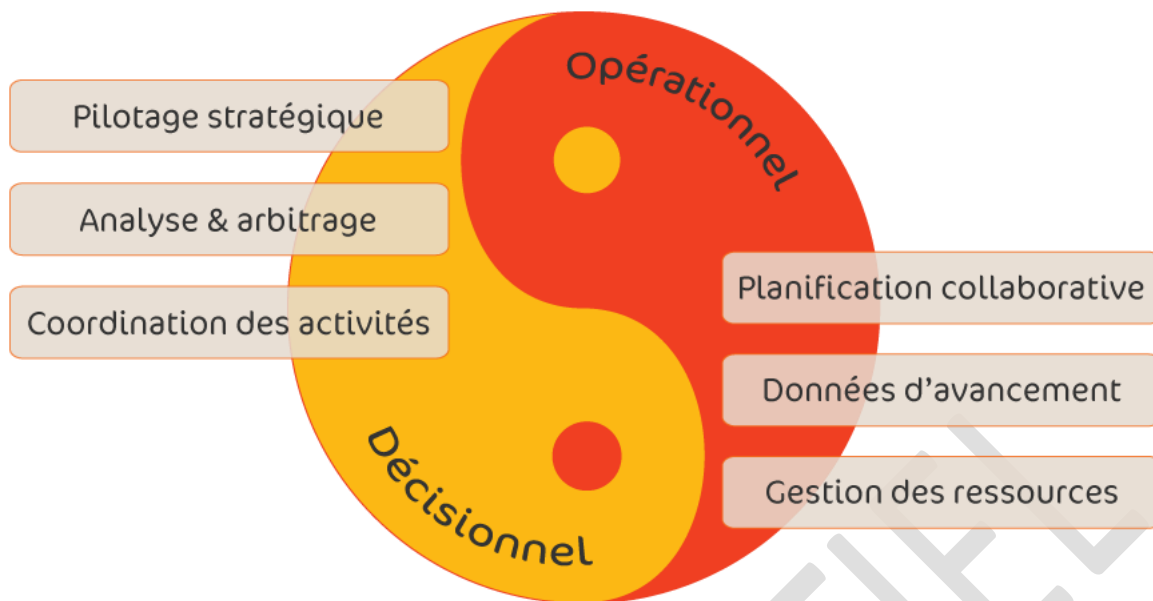 Opérationnel
Pilotage stratégique
Analyse & arbitrage
Coordination des activités
Planification collaborative
Données d'avancement
Gestion des ressources
Décisionnel